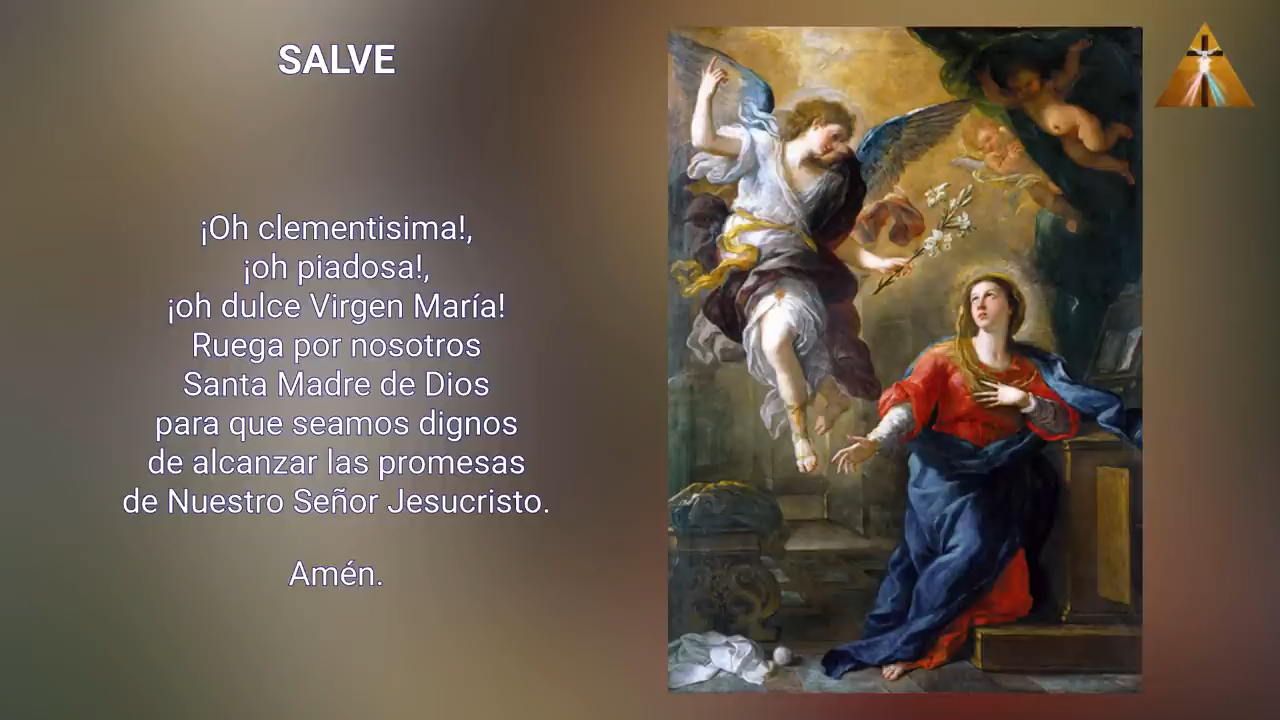 SALVE
¡Oh clementisima!,
¡oh piadosa!,
¡oh dulce Virgen María!
Ruega por nosotros
Santa Madre de Dios
para que seamos dignos
de alcanzar las promesas
de Nuestro Señor Jesucristo.
Amén.